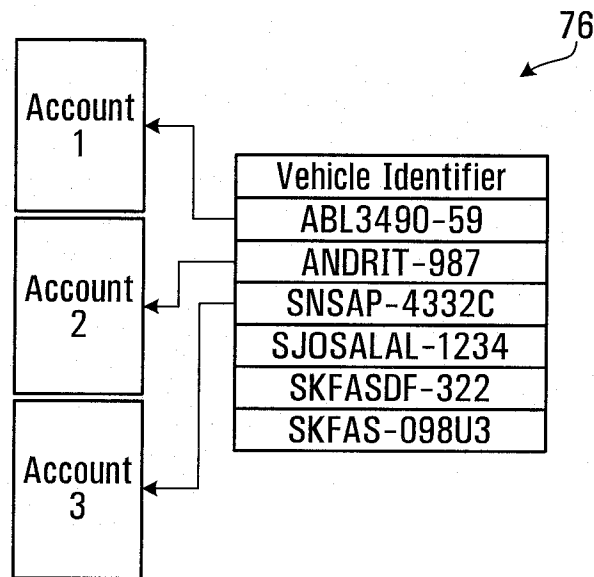 76
Account
1
Account
2
Account
3
Vehicle Identifier
ABL3490-59
ANDRIT-987
SNSAP-4332C
SJOSALAL-1234
SKFASDF-322
SKFAS-098U3